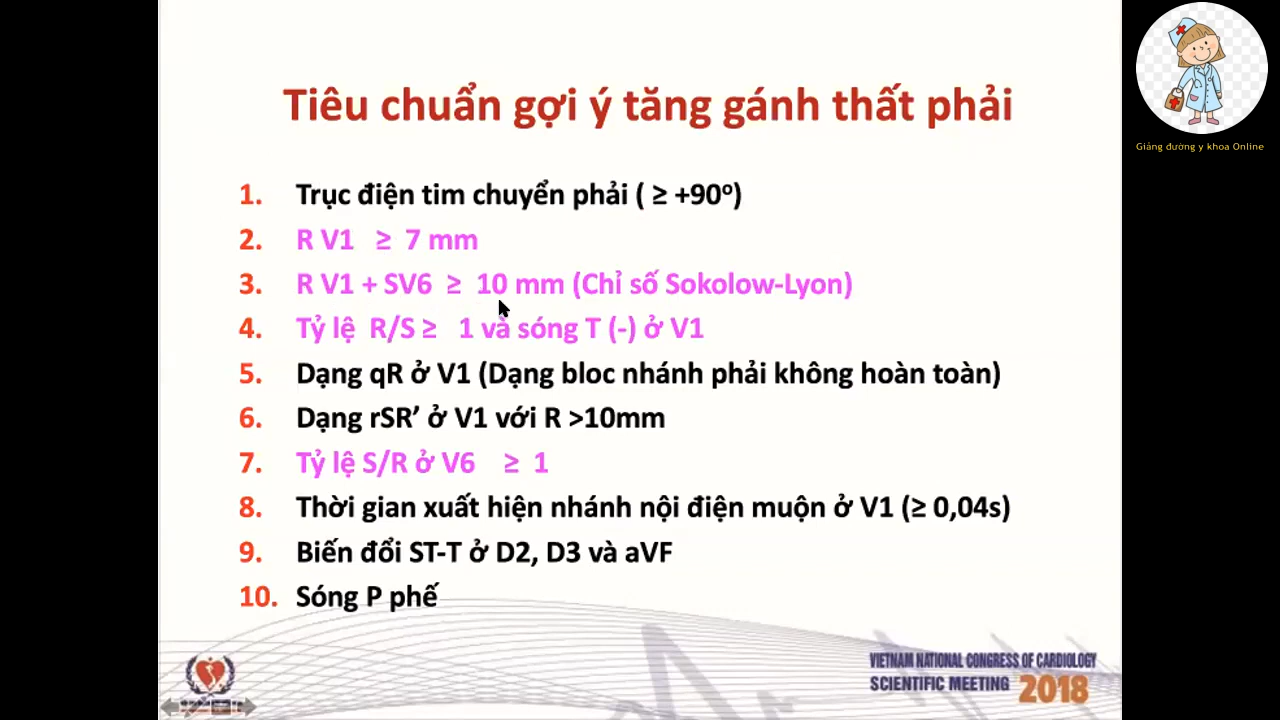 Tiêu chuẩn gợi ý tăng gánh thất phải
1. Trục điện tim chuyển phải ( ≥ +90º)
2. R V1 ≥ 7 mm
3. R V1 + SV6 ≥ 10 mm (Chỉ số Sokolow-Lyon)
4. Tỷ lệ R/S ≥ 1 và sóng T (-) ở V1
5. Dạng qR ở V1 (Dạng bloc nhánh phải không hoàn toàn)
6. Dạng rSR’ ở V1 với R >10mm
7. Tỷ lệ S/R ở V6 ≥ 1
8. Thời gian xuất hiện nhánh nội điện muộn ở V1 (≥ 0,04s)
9. Biến đổi ST-T ở D2, D3 và aVF
10. Sóng P phế
VIETNAM NATIONAL CONGRESS OF CARDIOLOGY
SCIENTIFIC MEETING 2018
Giảng đường y khoa Online